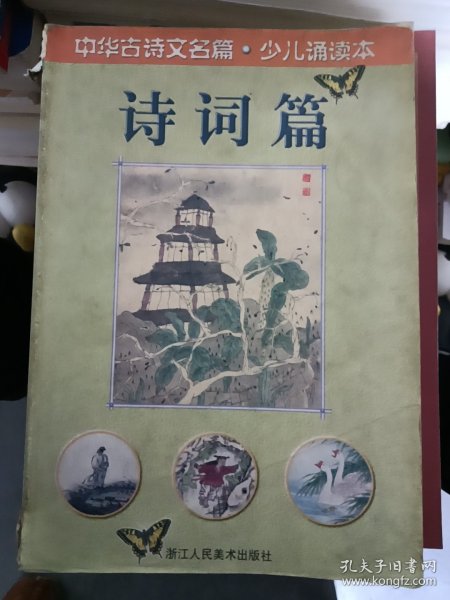 中华古诗文名篇·少儿诵读本
诗词篇
浙江人民美术出版社
孔夫子旧书网
www.kongfz.com